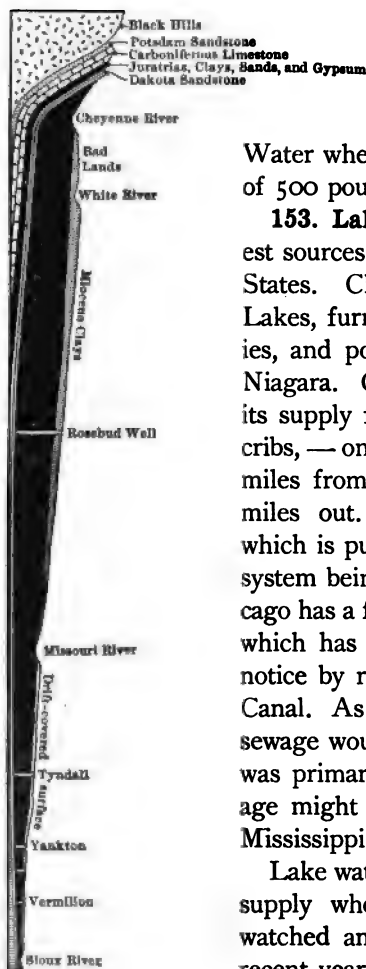 Black Hills
Potsdam Sandstone
Carboniferous Limestone
Juratrias, Clays, Sands, and Gypsum
Dakota Sandstone
Cheyenne River
Bad
Lands
White River
Miocene Clays
Rosebud Well
Missouri River
Drift-covered surface
Tyndall
Yankton
Vermilion
Sioux River
Water whe
of 500 pou
153. Lal
est sources
States. Cl
Lakes, furn
ies, and po
Niagara. C
its supply f
cribs, — on
miles from
miles out.
which is pu
system bein
cago has a f
which has
notice by r
Canal. As
sewage wou
was primar
age might
Mississippi
Lake wat
supply whe
watched an
recent year